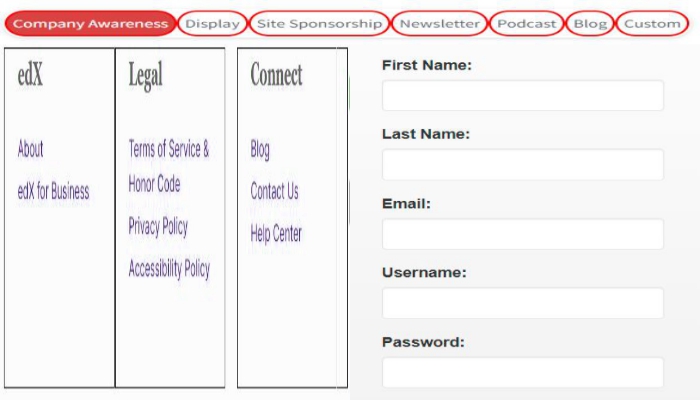 Company Awareness Display Site Sponsorship Newsletter Podcast Blog Custom
edX
About
edX for Business
Legal
Terms of Service &
Honor Code
Privacy Policy
Accessibility Policy
Connect
Blog
Contact Us
Help Center
First Name:
Last Name:
Email:
Username:
Password: